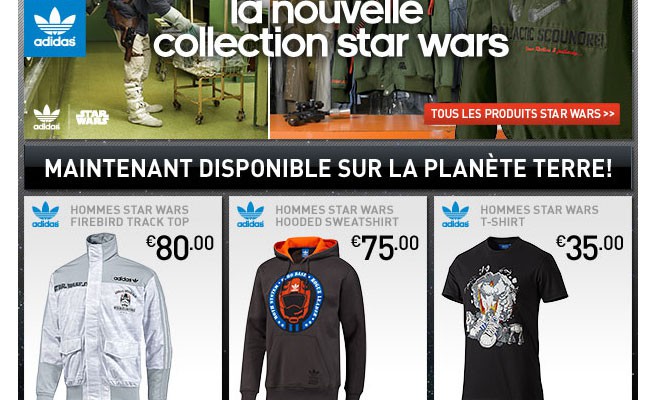 la nouvelle
collection star wars
adidas
GALACTIC SCOUNDREL
adidas
STAR WARS
TOUS LES PRODUITS STAR WARS >>
MAINTENANT DISPONIBLE SUR LA PLANÈTE TERRE!
adidas
HOMMES STAR WARS
FIREBIRD TRACK TOP
€80.00
adidas
adidas
HOMMES STAR WARS
HOODED SWEATSHIRT
€75.00
adidas
HOMMES STAR WARS
T-SHIRT
€35.00